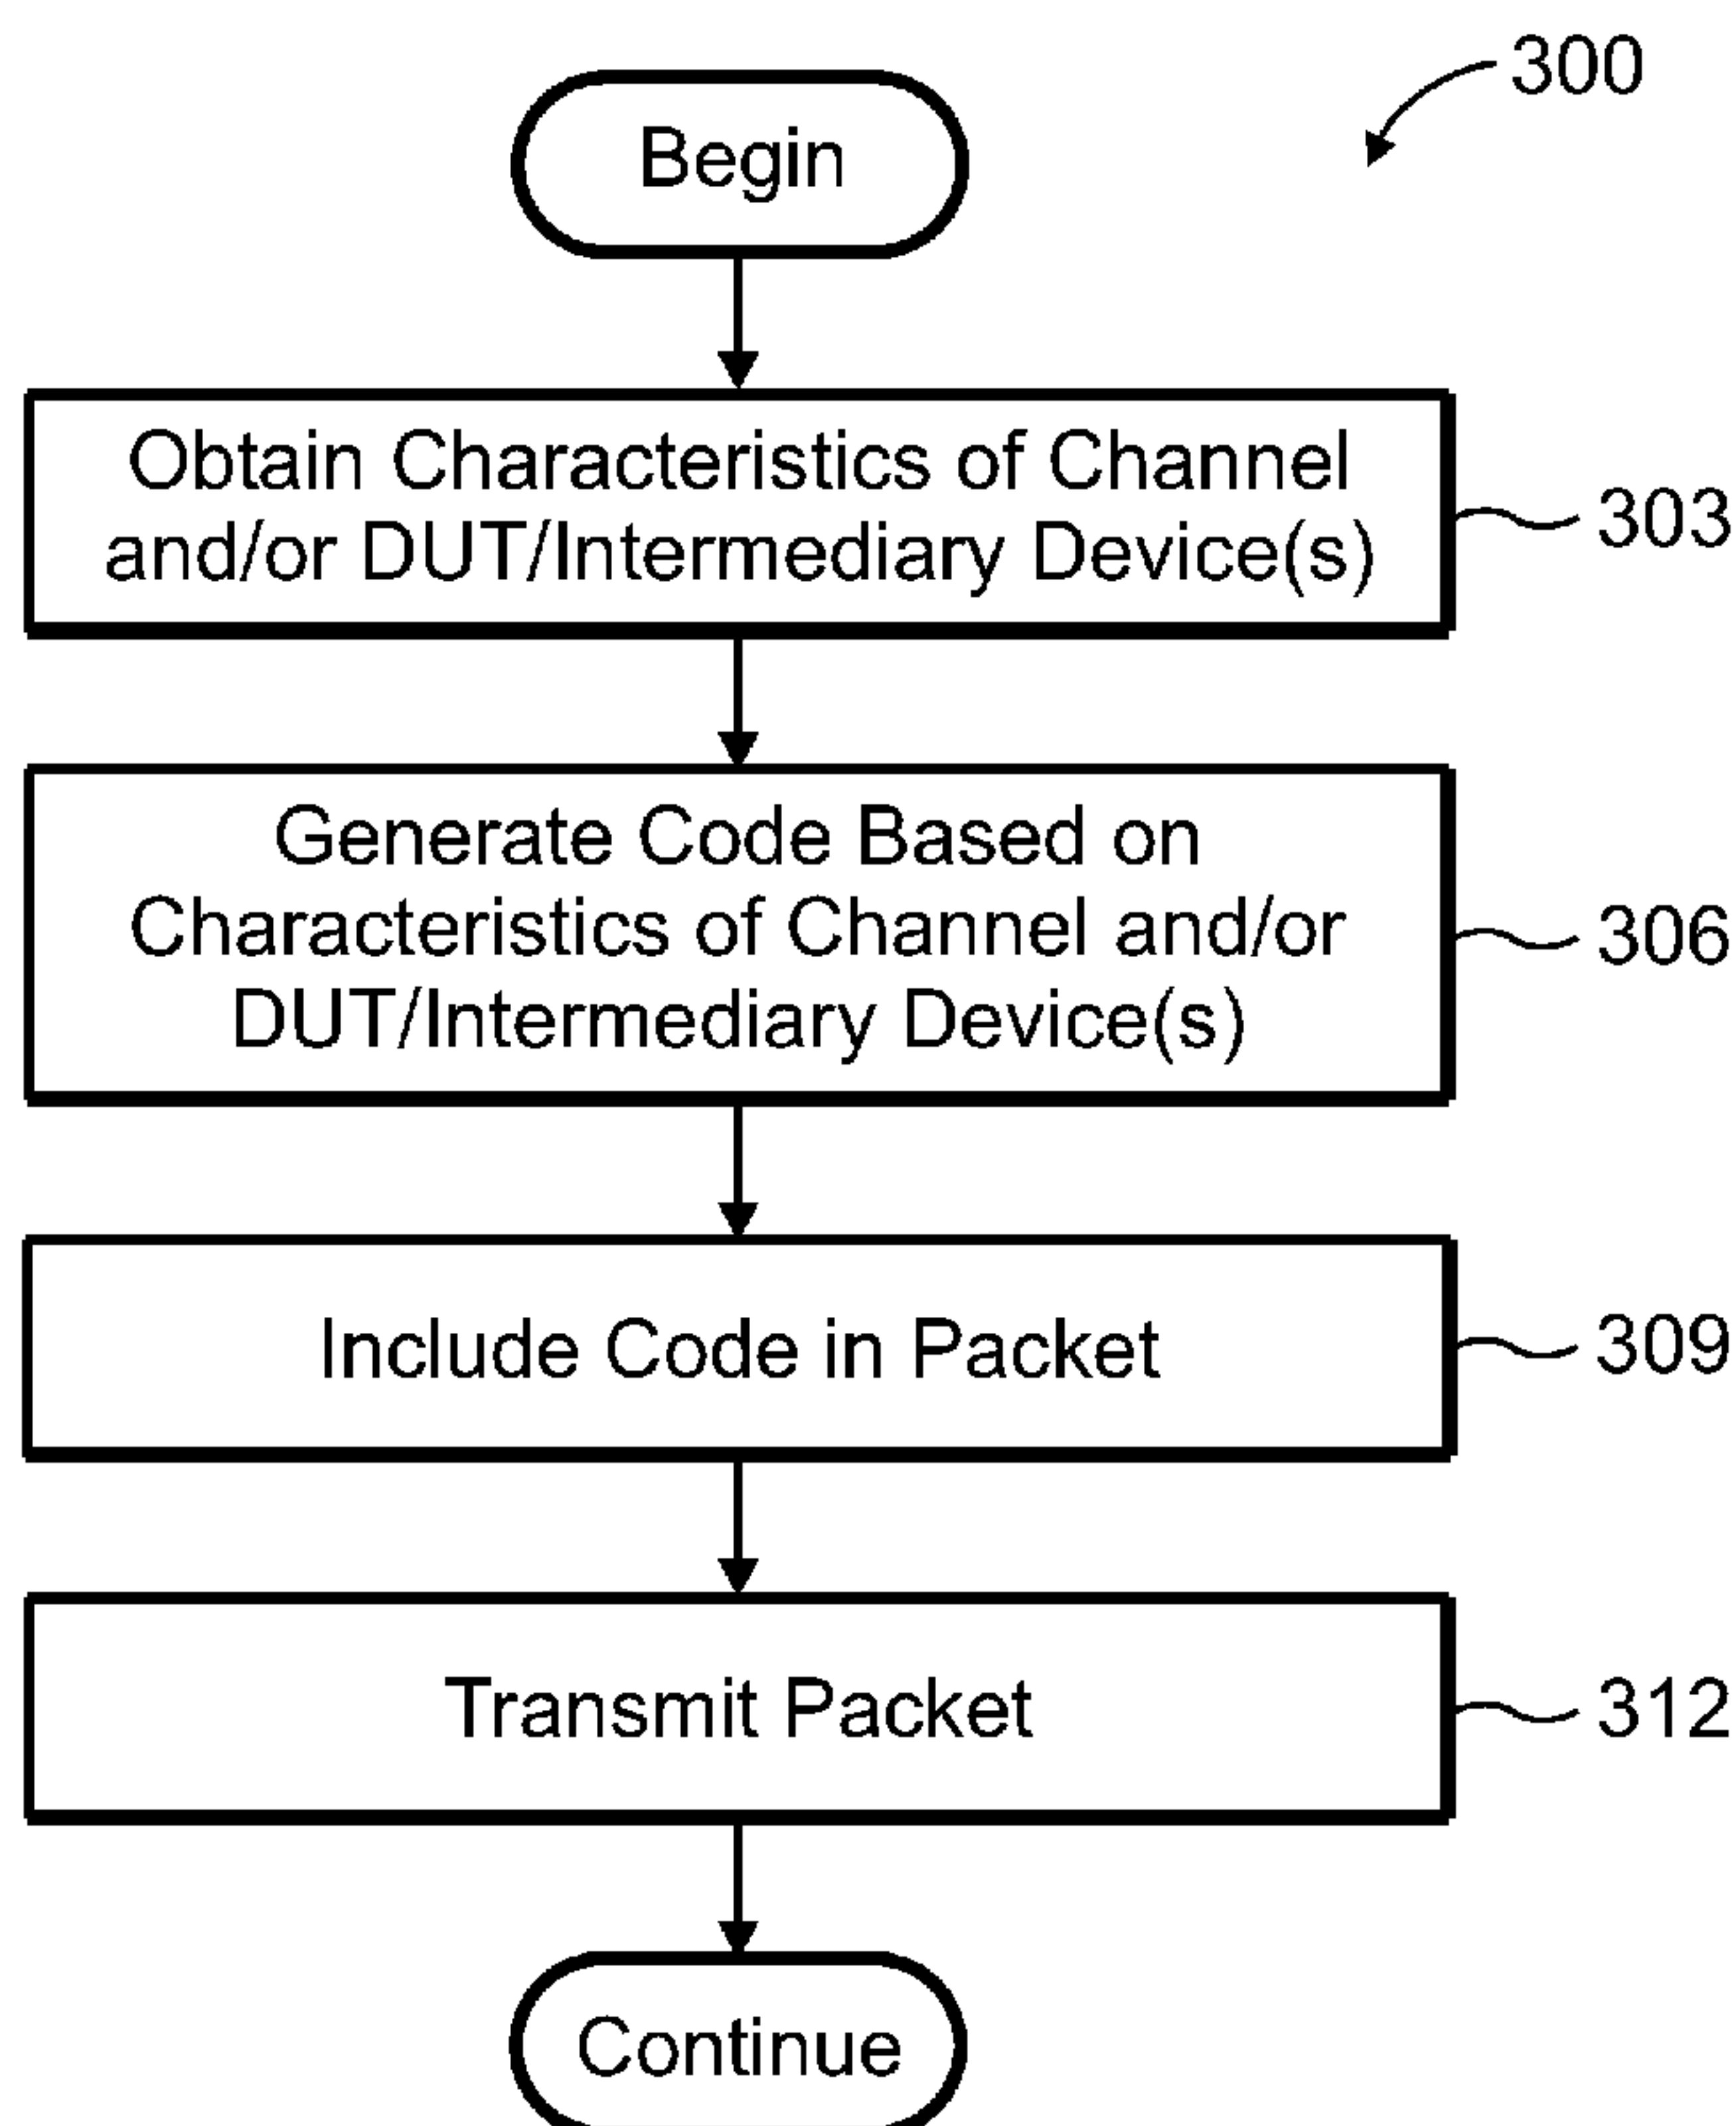 300
Begin
Obtain Characteristics of Channel
and/or DUT/Intermediary Device(s)
303
Generate Code Based on
Characteristics of Channel and/or
DUT/Intermediary Device(s)
306
Include Code in Packet
309
Transmit Packet
312
Continue